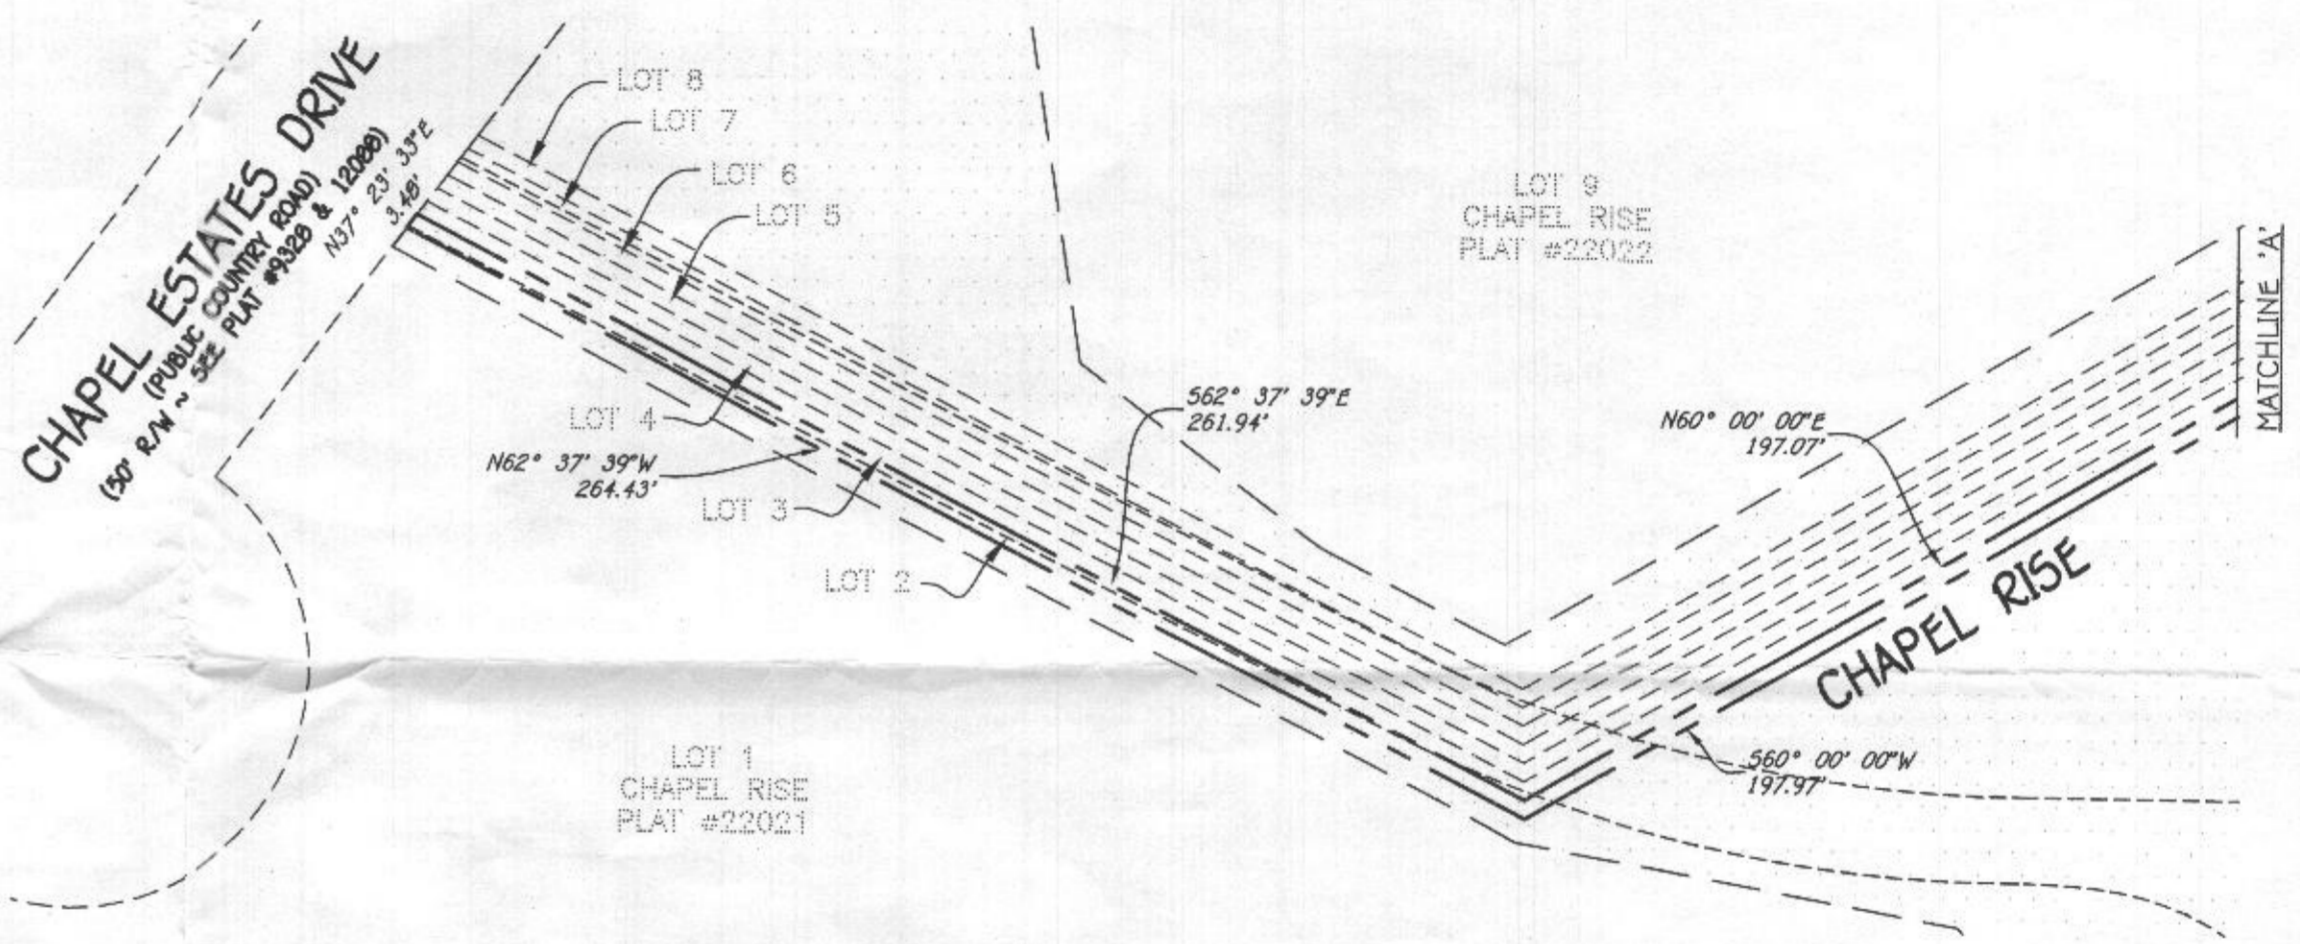 CHAPEL ESTATES DRIVE
(PUBLIC COUNTRY ROAD)
(50' R/W ~ SEE PLAT #9328 & 12088)
N37° 23' 33"E
3.48'
LOT 8
LOT 7
LOT 6
LOT 5
LOT 4
N62° 37' 39"W
264.43'
LOT 3
LOT 2
S62° 37' 39"E
261.94'
LOT 9
CHAPEL RISE
PLAT #22022
N60° 00' 00"E
197.07'
MATCHLINE 'A'
CHAPEL RISE
S60° 00' 00"W
197.97'
LOT 1
CHAPEL RISE
PLAT #22021